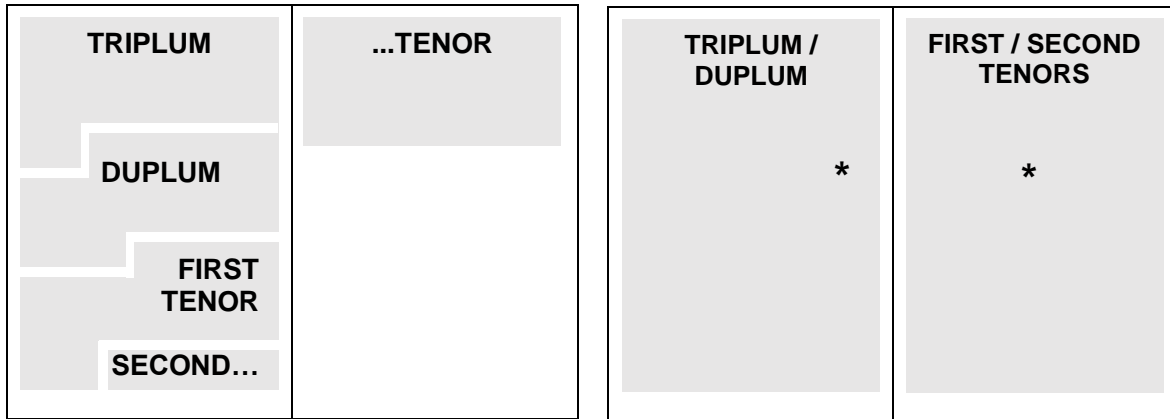 TRIPLUM
DUPLUM
FIRST
TENOR
SECOND…
...TENOR
TRIPLUM /
DUPLUM
*
FIRST / SECOND
TENORS
*